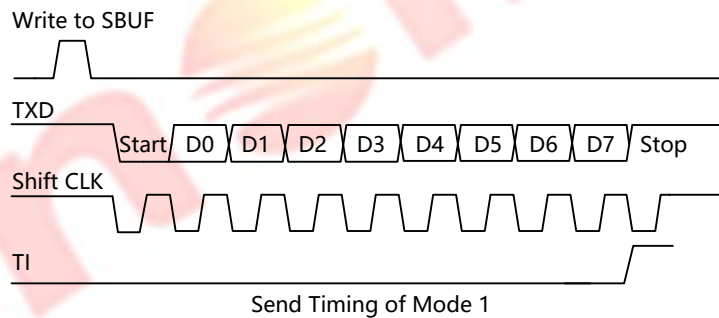 Write to SBUF
TXD
Start D0 D1 D2 D3 D4 D5 D6 D7 Stop
Shift CLK
TI
Send Timing of Mode 1